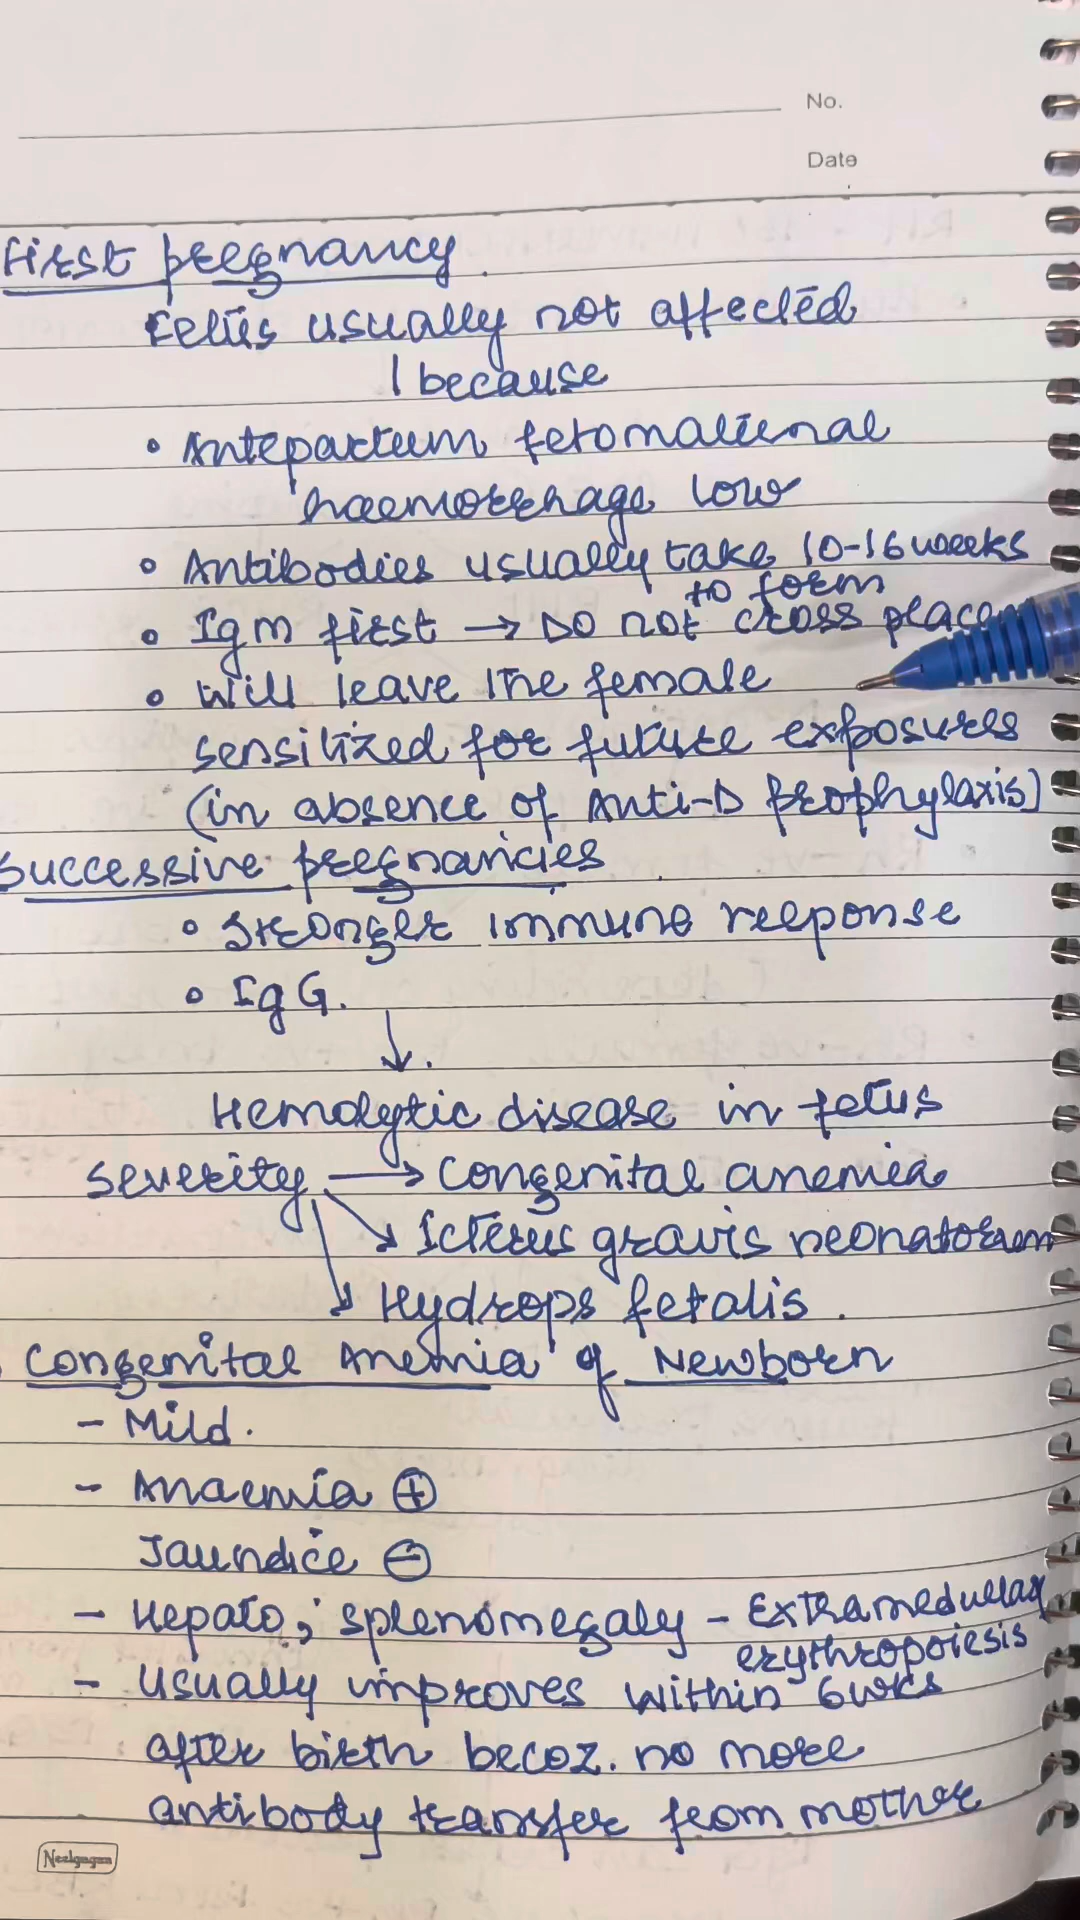 No.
Date
First pregnancy.
Fetus usually not affected
| because
• Antepartum fetomaternal
haemorrhage low
• Antibodies usually take 10-16 weeks
to form
• IgM first → Do not cross placen
• Will leave the female
sensitized for future exposures
(in absence of Anti-D prophylaxis)
Successive pregnancies
• Stronger immune reeponse
• IgG.
↓.
Hemolytic disease in fetus
Severity → Congenital anemia
↘ Icterus gravis neonatorum
↓ Hydrops fetalis.
Congenital Anemia of Newborn
- Mild.
- Anaemia ⊕
Jaundice ⊖
- Hepato, splenomegaly - Extramedullary
erythropoiesis
- Usually improves within 6wks
after birth becoz. no more
antibody transfer from mother
Neelgagan